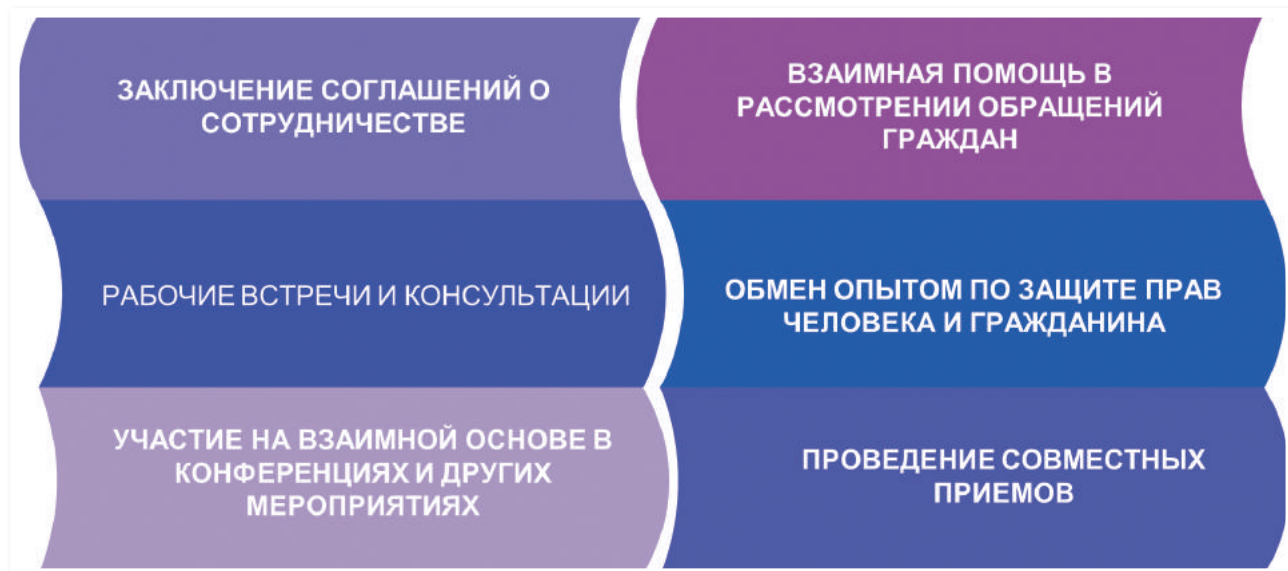 ЗАКЛЮЧЕНИЕ СОГЛАШЕНИЙ О
СОТРУДНИЧЕСТВЕ
ВЗАИМНАЯ ПОМОЩЬ В
РАССМОТРЕНИИ ОБРАЩЕНИЙ
ГРАЖДАН
РАБОЧИЕ ВСТРЕЧИ И КОНСУЛЬТАЦИИ
ОБМЕН ОПЫТОМ ПО ЗАЩИТЕ ПРАВ
ЧЕЛОВЕКА И ГРАЖДАНИНА
УЧАСТИЕ НА ВЗАИМНОЙ ОСНОВЕ В
КОНФЕРЕНЦИЯХ И ДРУГИХ
МЕРОПРИЯТИЯХ
ПРОВЕДЕНИЕ СОВМЕСТНЫХ
ПРИЕМОВ